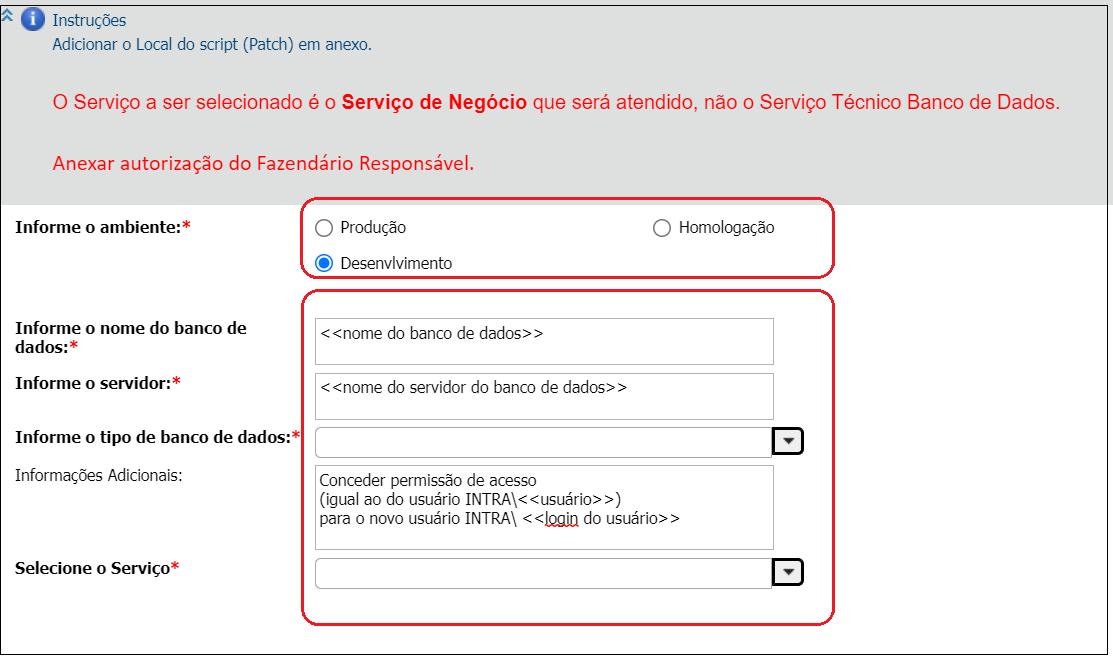 Instruções
Adicionar o Local do script (Patch) em anexo.
O Serviço a ser selecionado é o Serviço de Negócio que será atendido, não o Serviço Técnico Banco de Dados.
Anexar autorização do Fazendário Responsável.
Informe o ambiente:*
Produção
Homologação
Desenvlvimento
Informe o nome do banco de
dados:*
<<nome do banco de dados>>
Informe o servidor:*
<<nome do servidor do banco de dados>>
Informe o tipo de banco de dados:*
Informações Adicionais:
Conceder permissão de acesso
(igual ao do usuário INTRA\<<usuário>>)
para o novo usuário INTRA\ <<login do usuário>>
Selecione o Serviço*